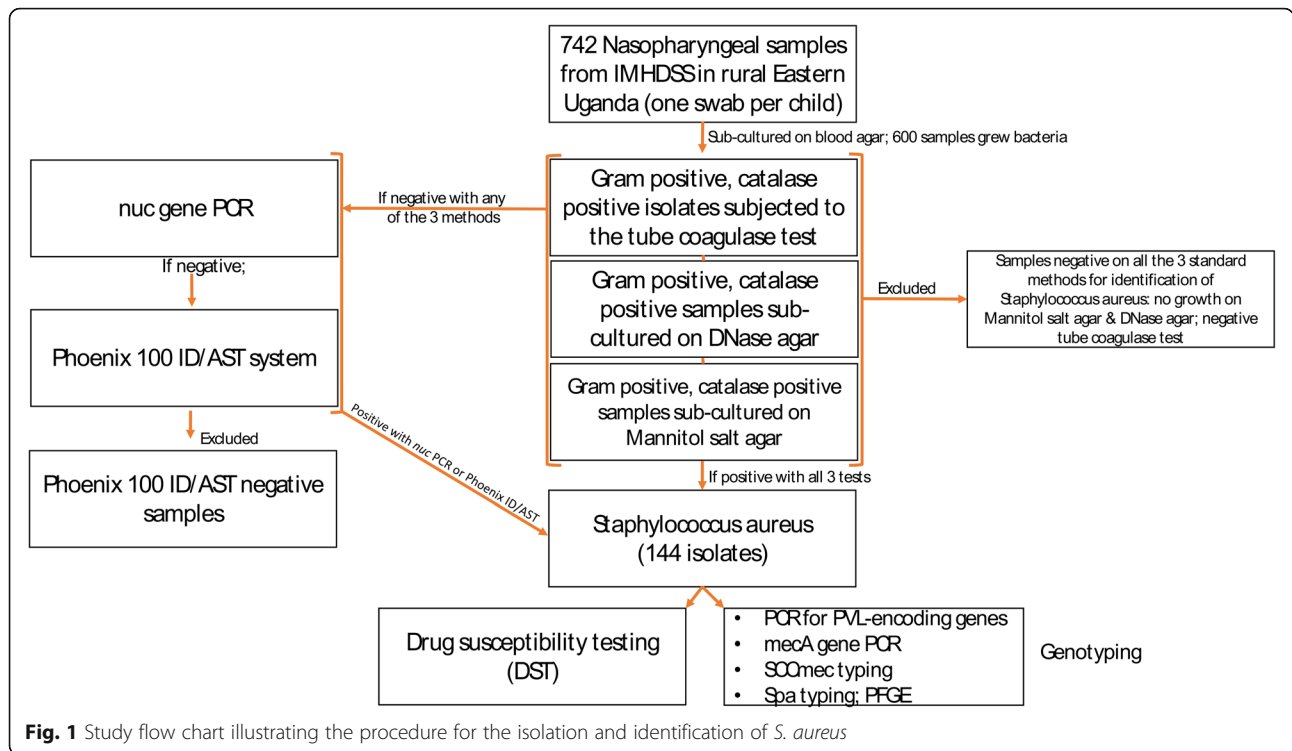 742 Nasopharyngeal samples
from IMHDSS in rural Eastern
Uganda (one swab per child)
Sub-cultured on blood agar; 600 samples grew bacteria
Gram positive, catalase
positive isolates subjected to
the tube coagulase test
Gram positive, catalase
positive samples sub-
cultured on DNase agar
Gram positive, catalase positive
samples sub-cultured on
Mannitol salt agar
If negative with any
of the 3 methods
nuc gene PCR
If negative;
Phoenix 100 ID/AST system
Excluded
Phoenix 100 ID/AST negative
samples
Positive with nuc PCR or Phoenix ID/AST
Excluded
Samples negative on all the 3 standard
methods for identification of
Staphylococcus aureus: no growth on
Mannitol salt agar & DNase agar; negative
tube coagulase test
If positive with all 3 tests
Staphylococcus aureus
(144 isolates)
Drug susceptibility testing
(DST)
• PCR for PVL-encoding genes
• mecA gene PCR
• SCCmec typing
• Spa typing; PFGE
Genotyping
Fig. 1 Study flow chart illustrating the procedure for the isolation and identification of S. aureus